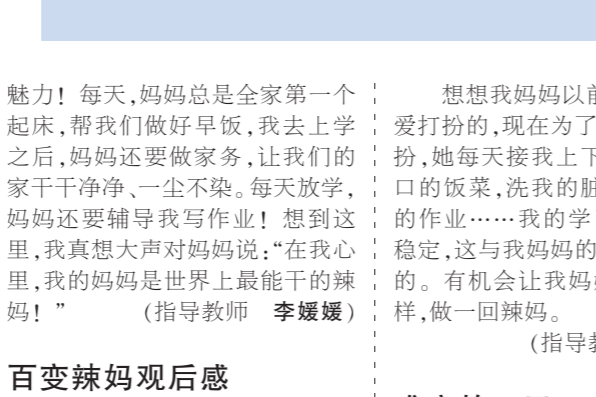 魅力！每天，妈妈总是全家第一个
起床，帮我们做好早饭，我去上学
之后，妈妈还要做家务，让我们的
家干干净净、一尘不染。每天放学，
妈妈还要辅导我写作业！想到这
里，我真想大声对妈妈说：“在我心
里，我的妈妈是世界上最能干的辣
妈！”　（指导教师　李媛媛）
百变辣妈观后感
想想我妈妈以前
爱打扮的，现在为了
扮，她每天接我上下
口的饭菜，洗我的脏
的作业……我的学
稳定，这与我妈妈的
的。有机会让我妈妈
样，做一回辣妈。
（指导教